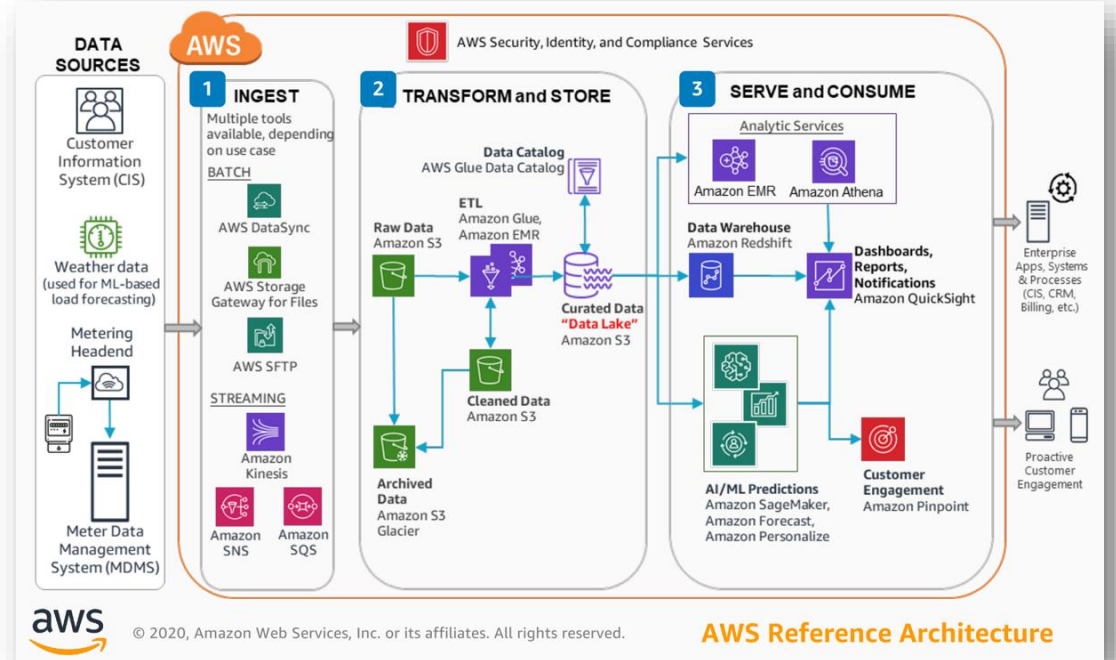 DATA
SOURCES
Customer
Information
System (CIS)
Weather data
(used for ML-based
load forecasting)
Metering
Headend
Meter Data
Management
System (MDMS)
AWS
AWS Security, Identity, and Compliance Services
1
INGEST
Multiple tools
available, depending
on use case
BATCH
AWS DataSync
AWS Storage
Gateway for Files
AWS SFTP
STREAMING
Amazon
Kinesis
Amazon
SNS
Amazon
SQS
2
TRANSFORM and STORE
Data Catalog
AWS Glue Data Catalog
Raw Data
Amazon S3
ETL
Amazon Glue,
Amazon EMR
Curated Data
“Data Lake”
Amazon S3
Cleaned Data
Amazon S3
Archived
Data
Amazon S3
Glacier
3
SERVE and CONSUME
Analytic Services
Amazon EMR
Amazon Athena
Data Warehouse
Amazon Redshift
Dashboards,
Reports,
Notifications
Amazon QuickSight
AI/ML Predictions
Amazon SageMaker,
Amazon Forecast,
Amazon Personalize
Customer
Engagement
Amazon Pinpoint
Enterprise
Apps, Systems
& Processes
(CIS, CRM,
Billing, etc.)
Proactive
Customer
Engagement
aws
© 2020, Amazon Web Services, Inc. or its affiliates. All rights reserved.
AWS Reference Architecture